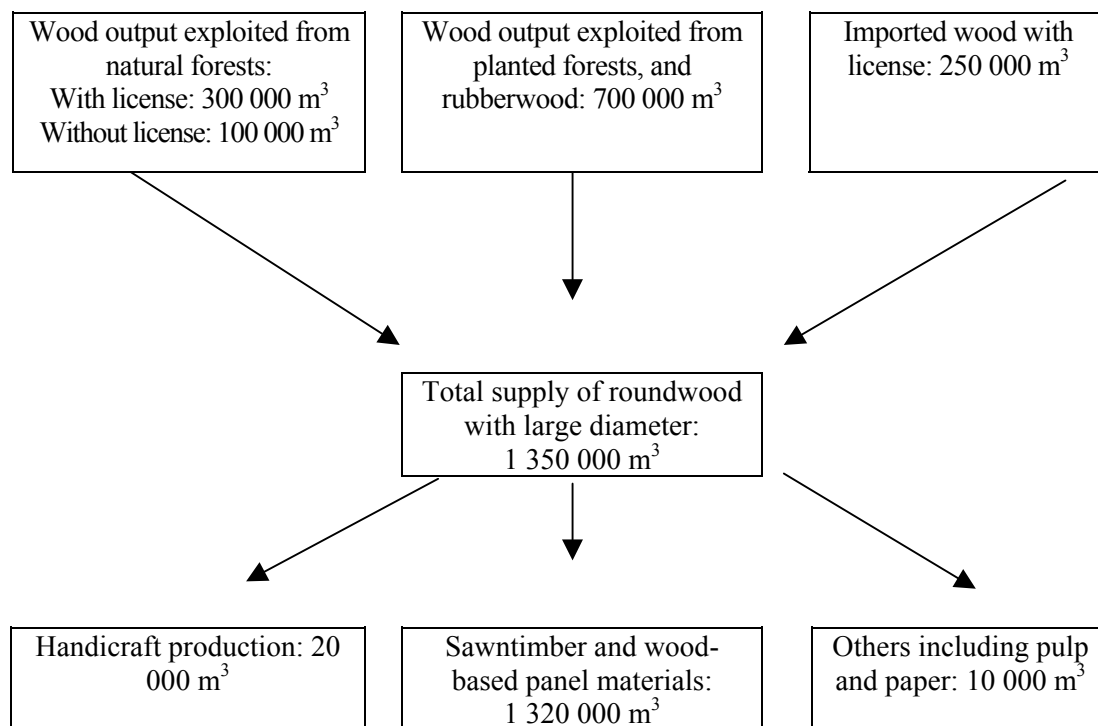 Wood output exploited from
natural forests:
With license: 300 000 m³
Without license: 100 000 m³
Wood output exploited from
planted forests, and
rubberwood: 700 000 m³
Imported wood with
license: 250 000 m³
Total supply of roundwood
with large diameter:
1 350 000 m³
Handicraft production: 20
000 m³
Sawntimber and wood-
based panel materials:
1 320 000 m³
Others including pulp
and paper: 10 000 m³